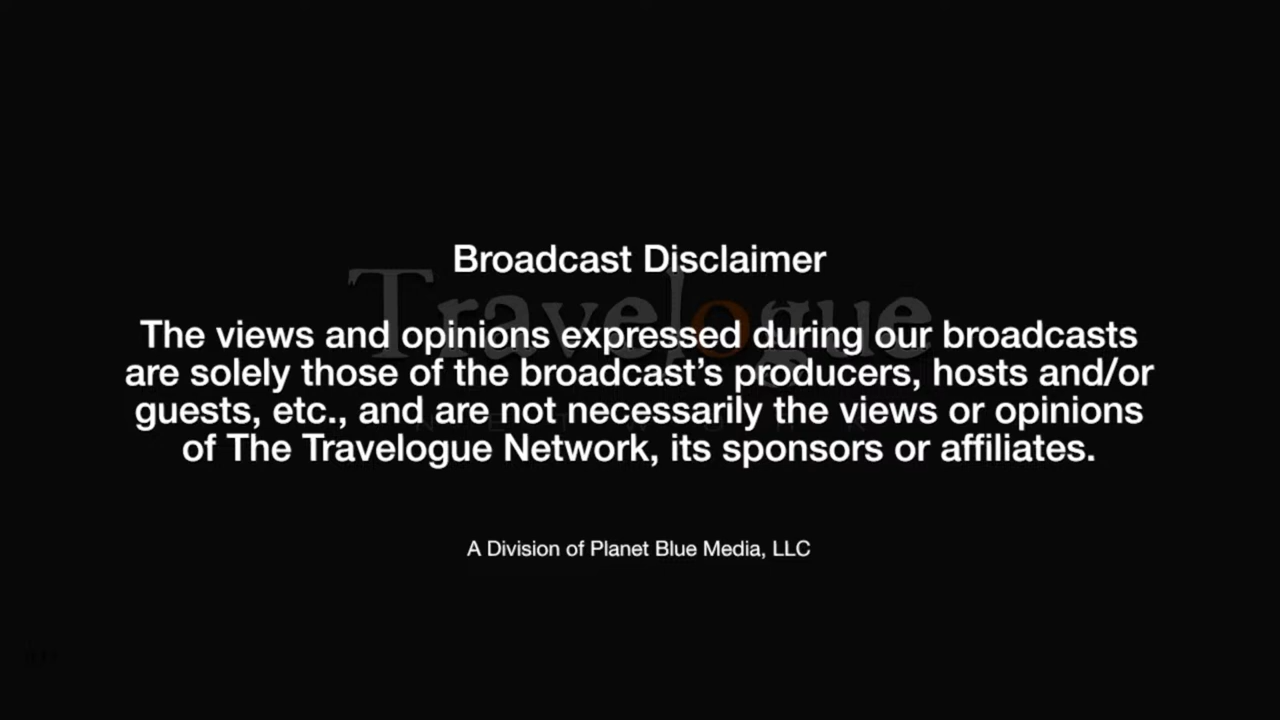 Broadcast Disclaimer
Travelogue
The views and opinions expressed during our broadcasts
are solely those of the broadcast’s producers, hosts and/or
guests, etc., and are not necessarily the views or opinions
of The Travelogue Network, its sponsors or affiliates.
A Division of Planet Blue Media, LLC